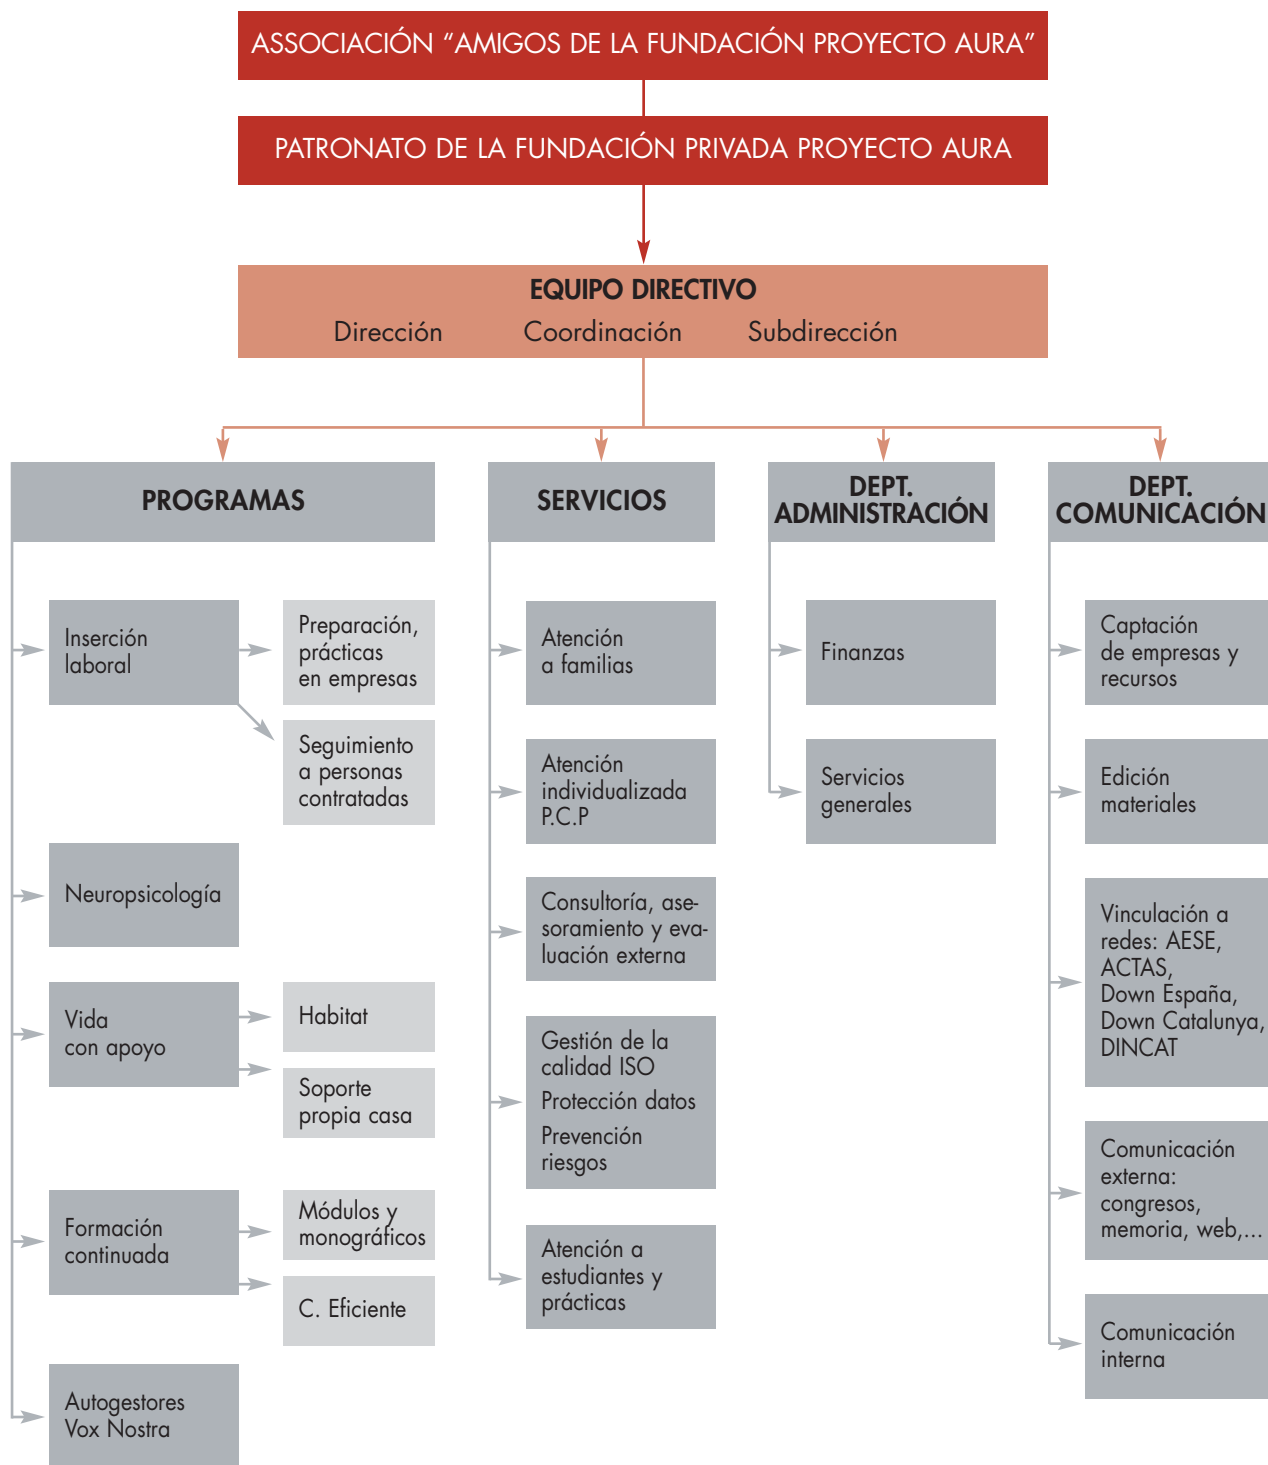 ASSOCIACIÓN “AMIGOS DE LA FUNDACIÓN PROYECTO AURA”
PATRONATO DE LA FUNDACIÓN PRIVADA PROYECTO AURA
EQUIPO DIRECTIVO
Dirección Coordinación Subdirección
PROGRAMAS
Inserción
laboral
Preparación,
prácticas
en empresas
Seguimiento
a personas
contratadas
Neuropsicología
Vida
con apoyo
Habitat
Soporte
propia casa
Formación
continuada
Módulos y
monográficos
C. Eficiente
Autogestores
Vox Nostra
SERVICIOS
Atención
a familias
Atención
individualizada
P.C.P
Consultoría, ase-
soramiento y eva-
luación externa
Gestión de la
calidad ISO
Protección datos
Prevención
riesgos
Atención a
estudiantes y
prácticas
DEPT.
ADMINISTRACIÓN
Finanzas
Servicios
generales
DEPT.
COMUNICACIÓN
Captación
de empresas y
recursos
Edición
materiales
Vinculación a
redes: AESE,
ACTAS,
Down España,
Down Catalunya,
DINCAT
Comunicación
externa:
congresos,
memoria, web,...
Comunicación
interna